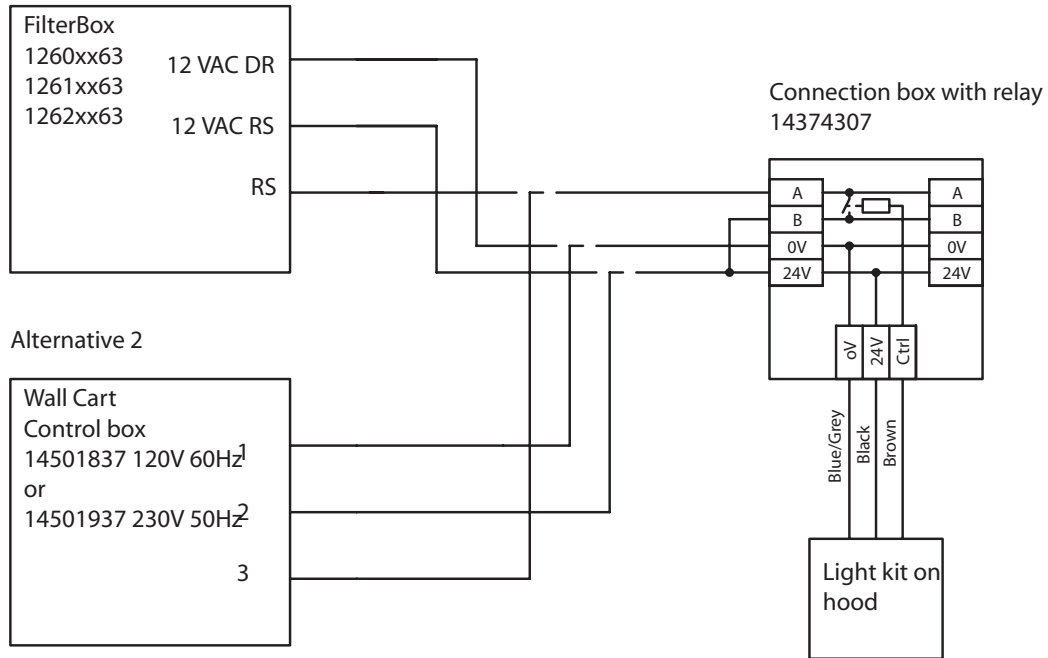 FilterBox
1260xx63
1261xx63
1262xx63
12 VAC DR
12 VAC RS
RS
Connection box with relay
14374307
A
B
0V
24V
A
B
0V
24V
oV
24V
Ctrl
Blue/Grey
Black
Brown
Light kit on
hood
Alternative 2
Wall Cart
Control box
14501837 120V 60Hz
or
14501937 230V 50Hz
1
2
3